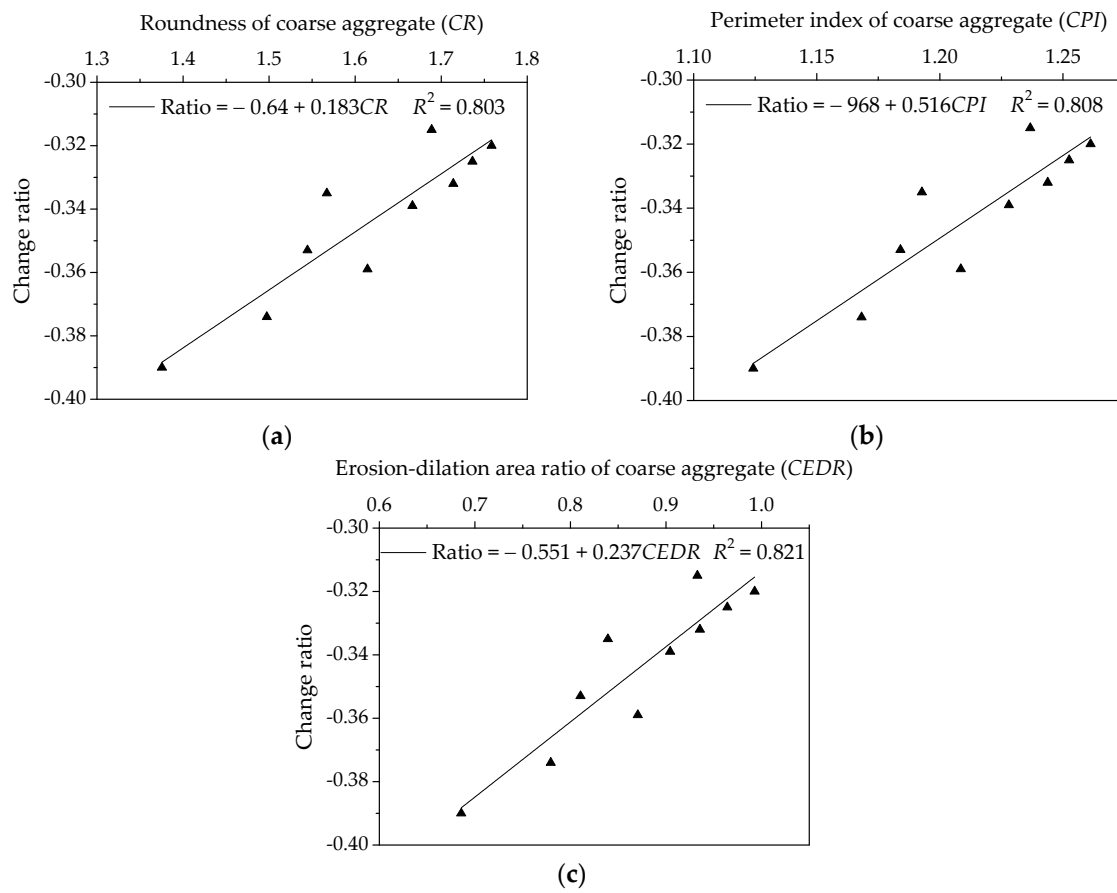 Roundness of coarse aggregate (CR)
1.3 1.4 1.5 1.6 1.7 1.8
-0.30
-0.32
-0.34
-0.36
-0.38
-0.40
Change ratio
Ratio = – 0.64 + 0.183CR R² = 0.803
(a)
Perimeter index of coarse aggregate (CPI)
1.10 1.15 1.20 1.25
-0.30
-0.32
-0.34
-0.36
-0.38
-0.40
Change ratio
Ratio = – 968 + 0.516CPI R² = 0.808
(b)
Erosion-dilation area ratio of coarse aggregate (CEDR)
0.6 0.7 0.8 0.9 1.0
-0.30
-0.32
-0.34
-0.36
-0.38
-0.40
Change ratio
Ratio = – 0.551 + 0.237CEDR R² = 0.821
(c)